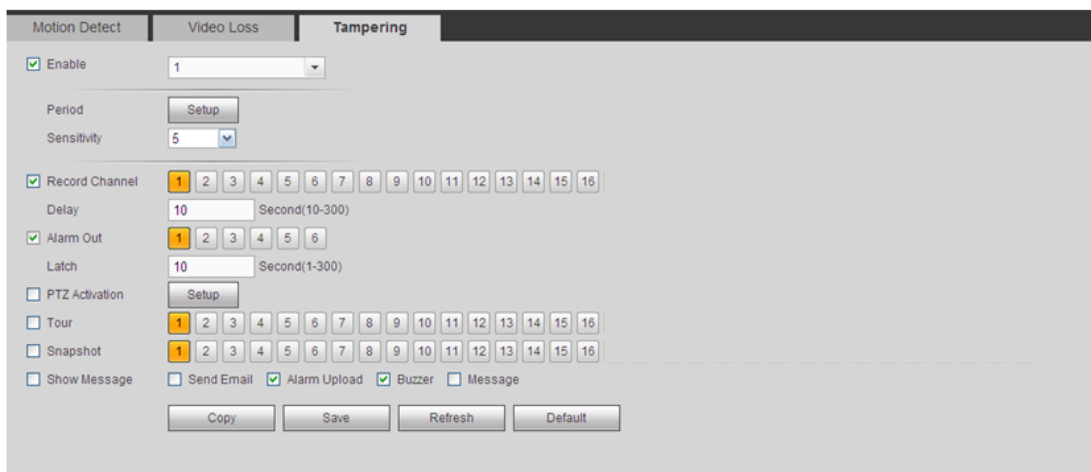 Motion Detect Video Loss Tampering
Enable 1
Period Setup
Sensitivity 5
Record Channel 1 2 3 4 5 6 7 8 9 10 11 12 13 14 15 16
Delay 10 Second(10-300)
Alarm Out 1 2 3 4 5 6
Latch 10 Second(1-300)
PTZ Activation Setup
Tour 1 2 3 4 5 6 7 8 9 10 11 12 13 14 15 16
Snapshot 1 2 3 4 5 6 7 8 9 10 11 12 13 14 15 16
Show Message Send Email Alarm Upload Buzzer Message
Copy Save Refresh Default